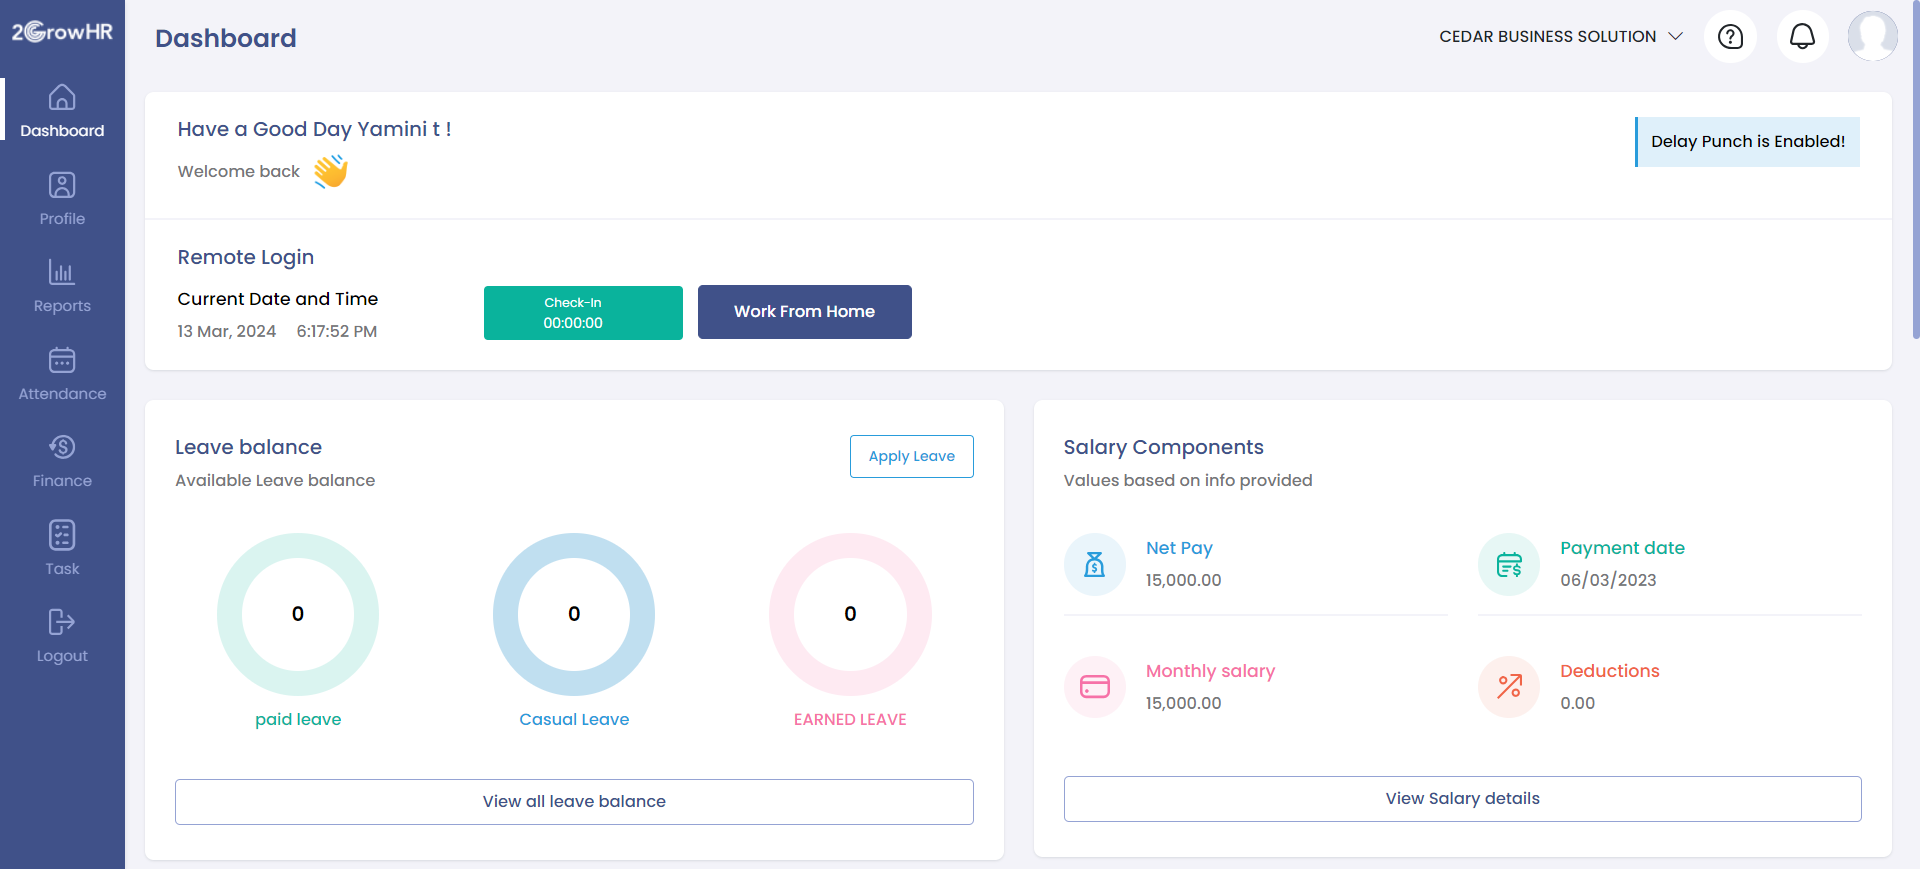 2GrowHR
Dashboard
CEDAR BUSINESS SOLUTION
Dashboard
Profile
Reports
Attendance
Finance
Task
Logout
Have a Good Day Yamini t !
Welcome back
Delay Punch is Enabled!
Remote Login
Current Date and Time
13 Mar, 2024 6:17:52 PM
Check-In
00:00:00
Work From Home
Leave balance
Available Leave balance
Apply Leave
0
0
0
paid leave
Casual Leave
EARNED LEAVE
View all leave balance
Salary Components
Values based on info provided
Net Pay
15,000.00
Payment date
06/03/2023
Monthly salary
15,000.00
Deductions
0.00
View Salary details